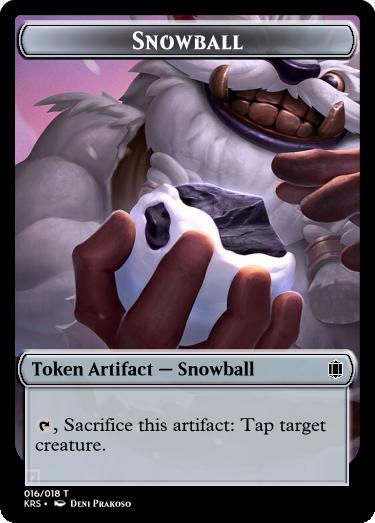 Snowball
Token Artifact — Snowball
, Sacrifice this artifact: Tap target
creature.
016/018 T
KRS • Deni Prakoso